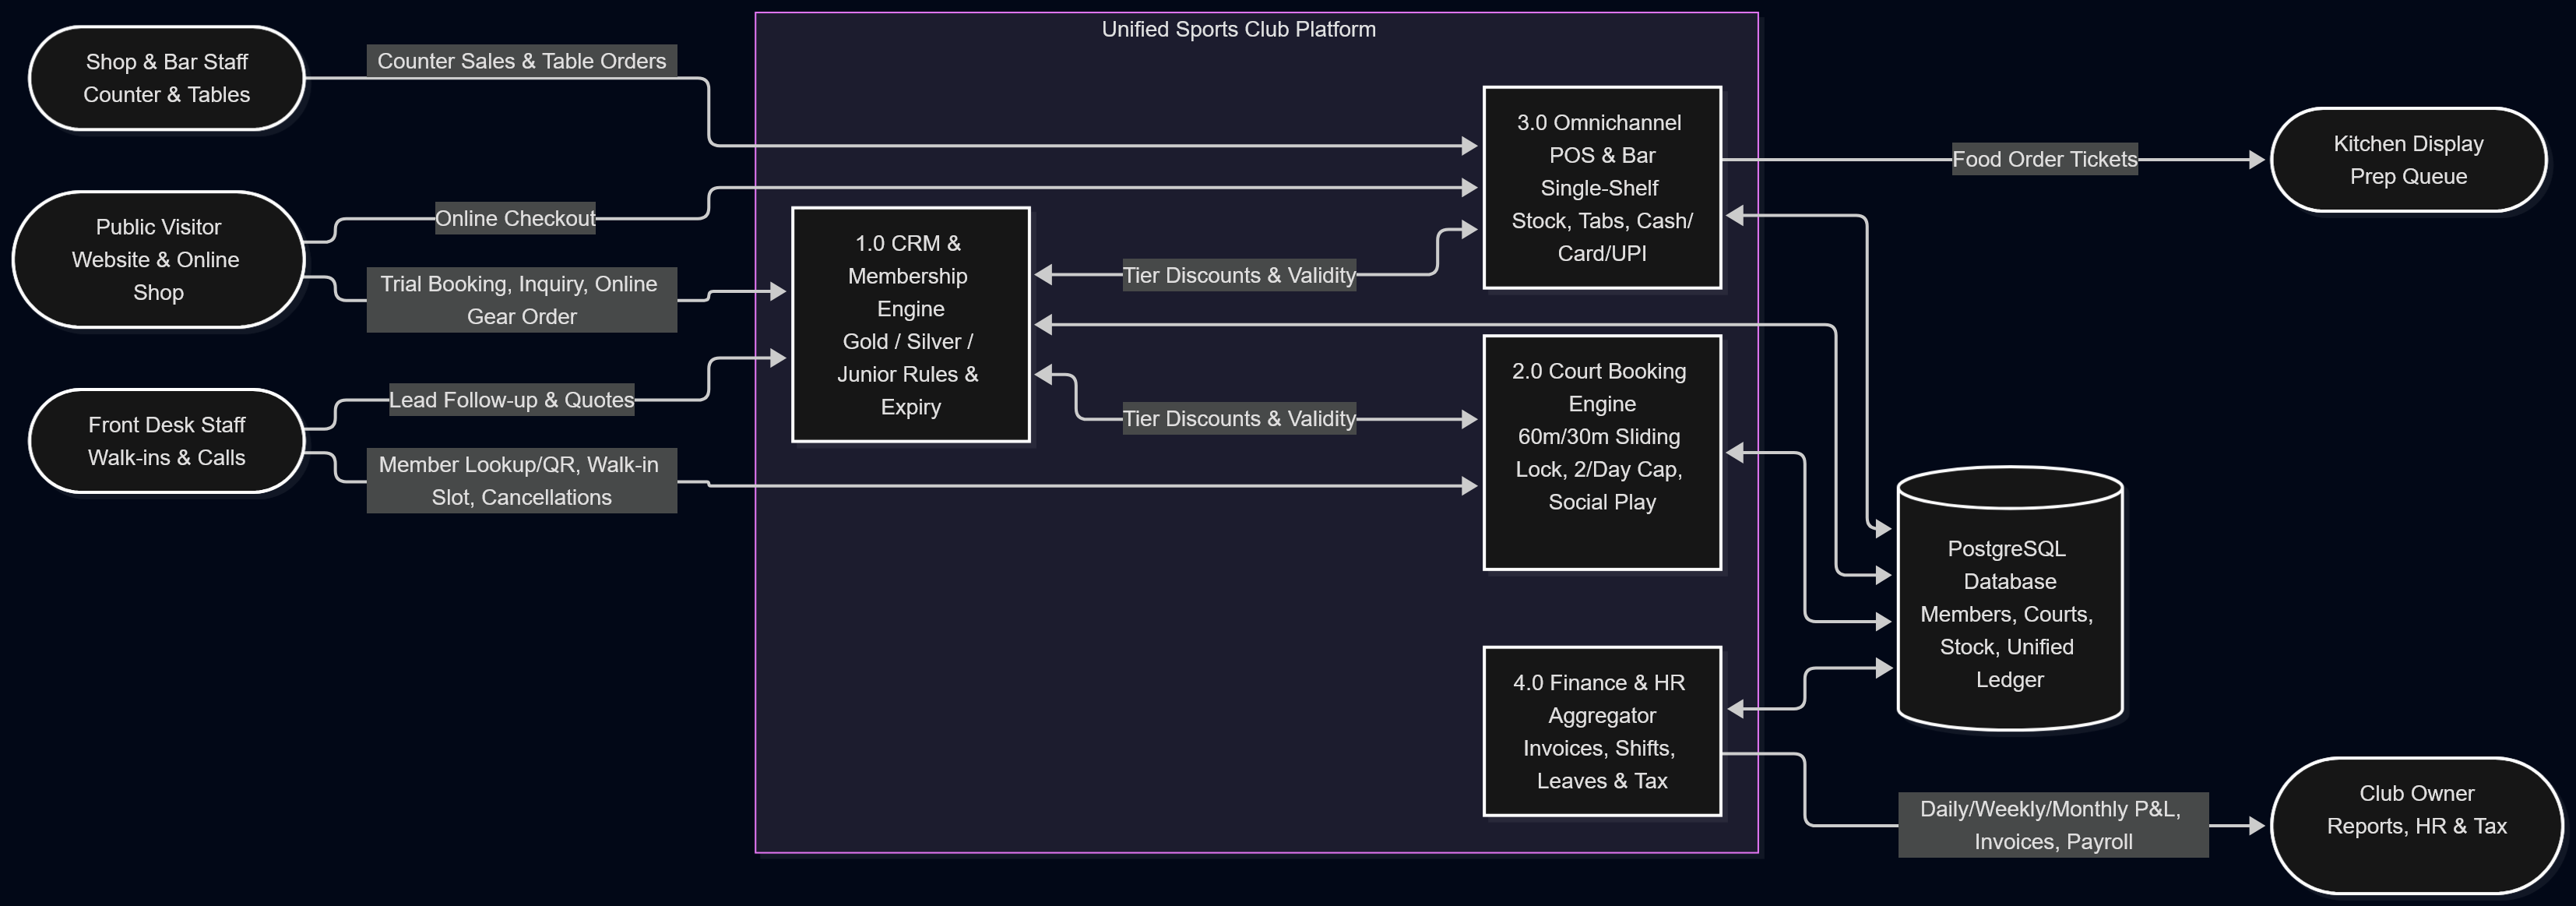 Unified Sports Club Platform
Shop & Bar Staff
Counter & Tables
Counter Sales & Table Orders
Public Visitor
Website & Online
Shop
Online Checkout
Trial Booking, Inquiry, Online
Gear Order
Front Desk Staff
Walk-ins & Calls
Lead Follow-up & Quotes
Member Lookup/QR, Walk-in
Slot, Cancellations
1.0 CRM &
Membership
Engine
Gold / Silver /
Junior Rules &
Expiry
Tier Discounts & Validity
Tier Discounts & Validity
3.0 Omnichannel
POS & Bar
Single-Shelf
Stock, Tabs, Cash/
Card/UPI
2.0 Court Booking
Engine
60m/30m Sliding
Lock, 2/Day Cap,
Social Play
4.0 Finance & HR
Aggregator
Invoices, Shifts,
Leaves & Tax
Food Order Tickets
Kitchen Display
Prep Queue
PostgreSQL
Database
Members, Courts,
Stock, Unified
Ledger
Daily/Weekly/Monthly P&L,
Invoices, Payroll
Club Owner
Reports, HR & Tax